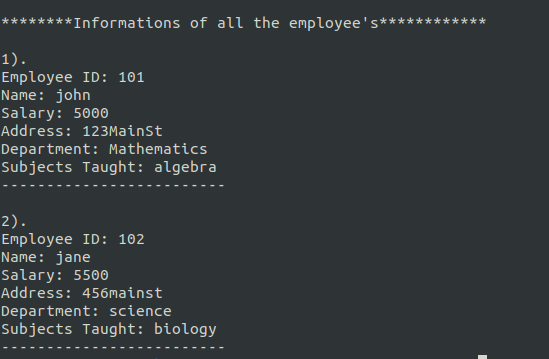 ********Informations of all the employee's************
1).
Employee ID: 101
Name: john
Salary: 5000
Address: 123MainSt
Department: Mathematics
Subjects Taught: algebra
-------------------------
2).
Employee ID: 102
Name: jane
Salary: 5500
Address: 456mainst
Department: science
Subjects Taught: biology
-------------------------